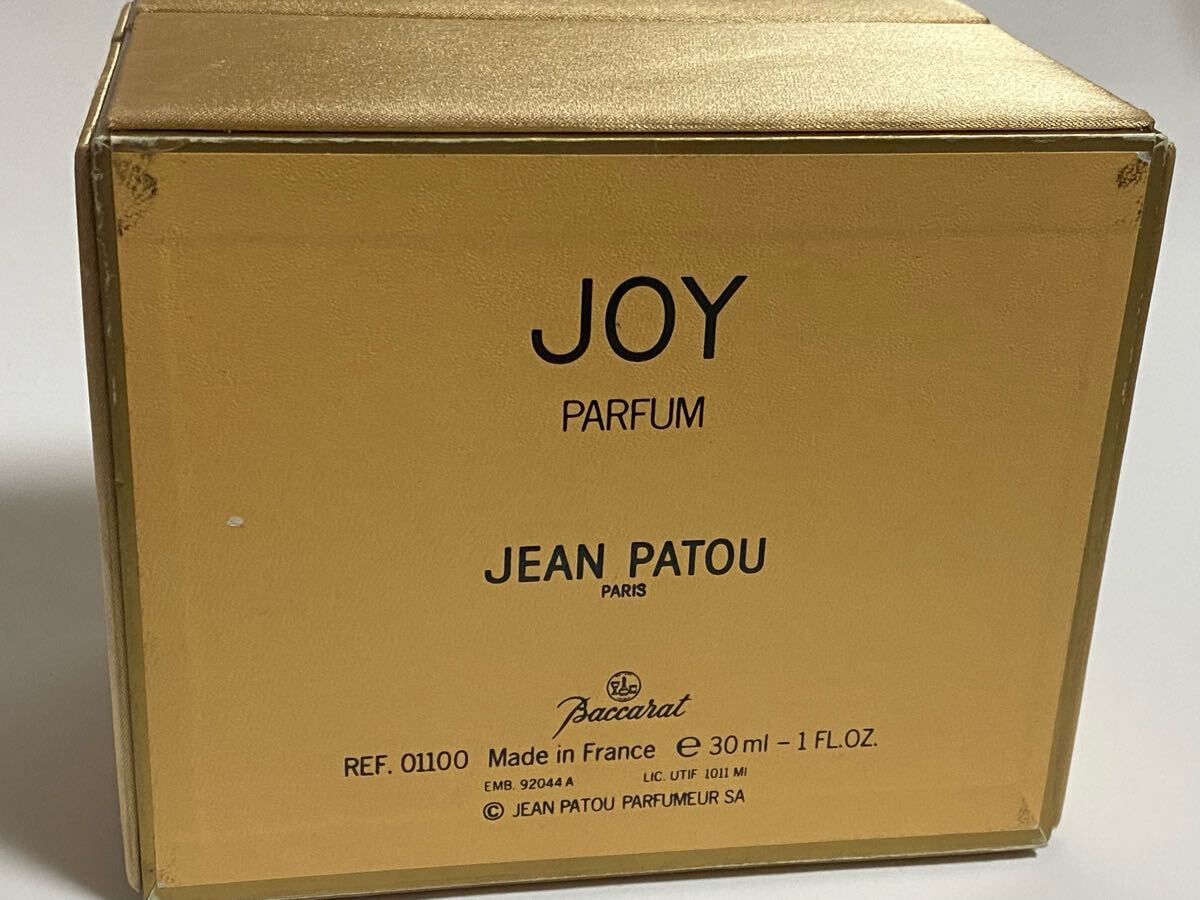 JOY
PARFUM
JEAN PATOU
PARIS
Baccarat
REF. 01100 Made in France ℮ 30 ml – 1 FL.OZ.
EMB. 92044 A LIC. UTIF 1011 MI
© JEAN PATOU PARFUMEUR SA